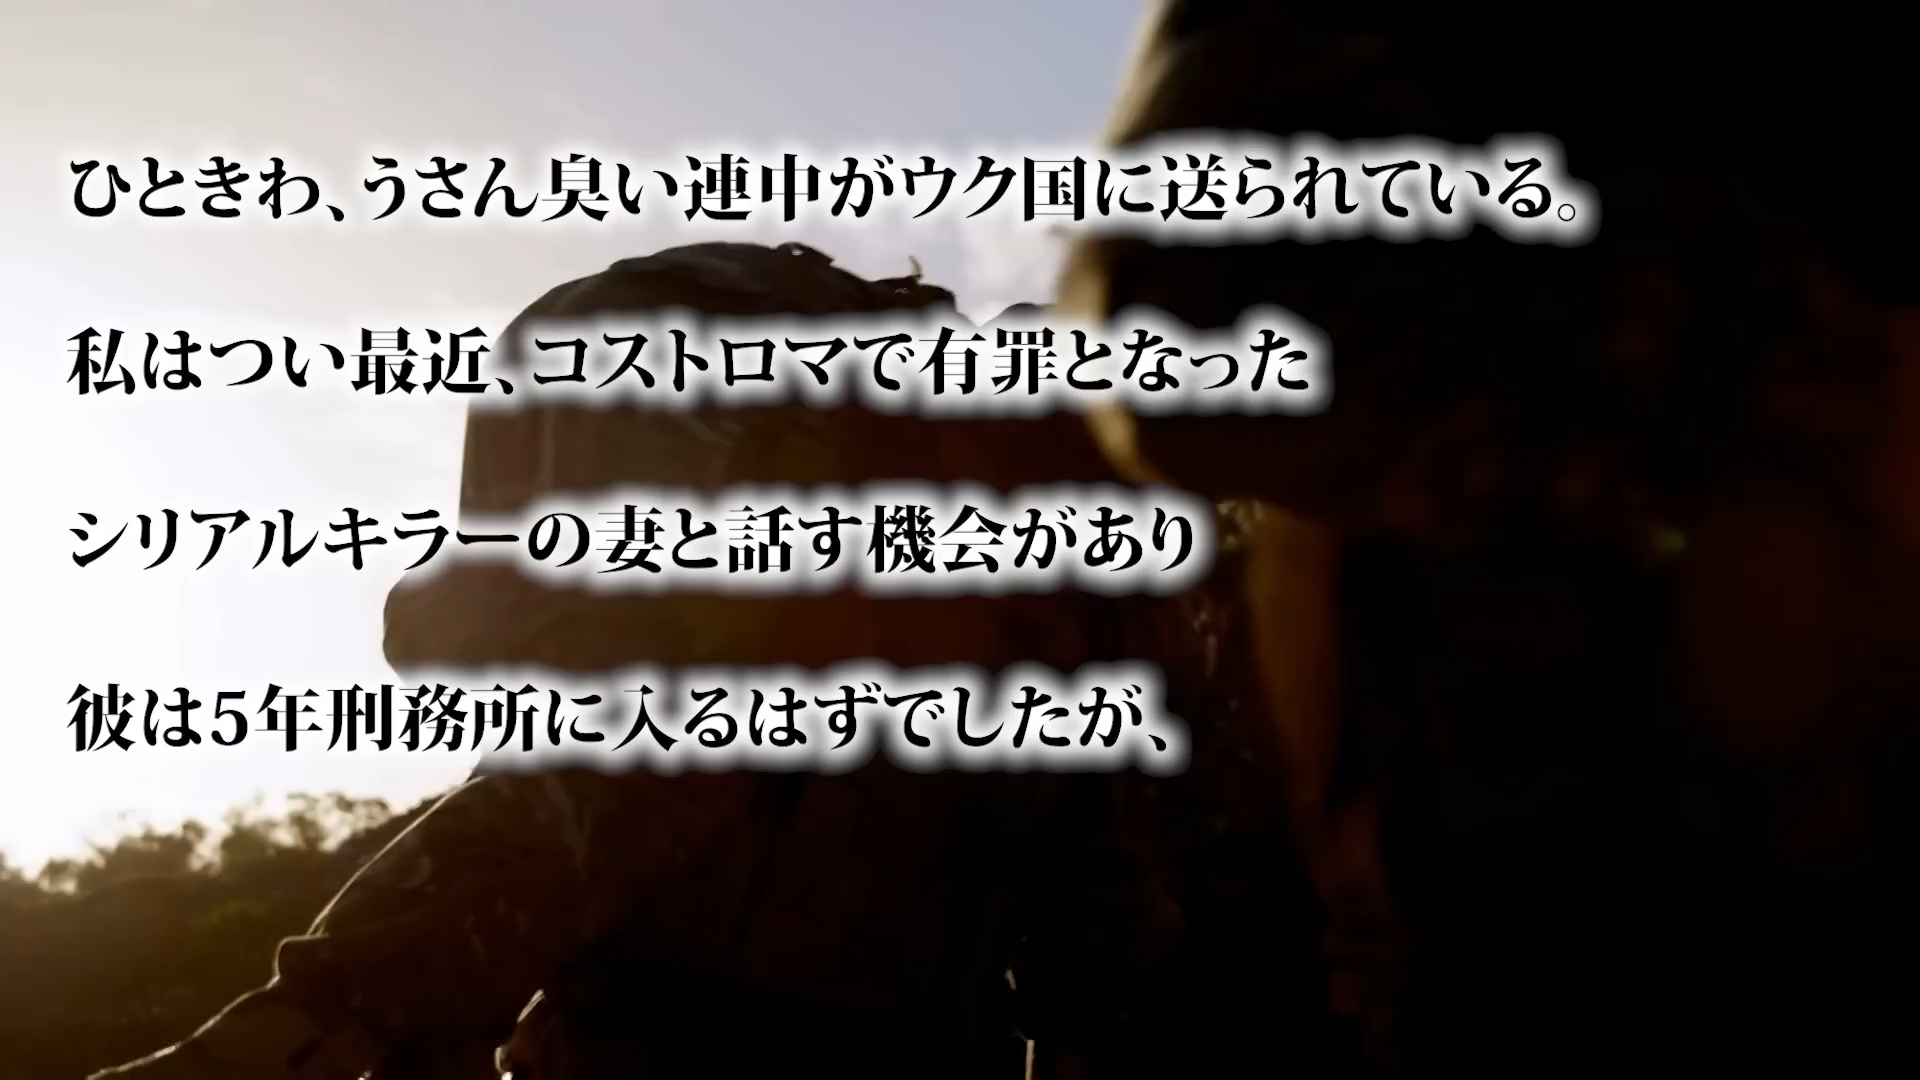 ひときわ、うさん臭い連中がウク国に送られている。
私はつい最近、コストロマで有罪となった
シリアルキラーの妻と話す機会があり
彼は5年刑務所に入るはずでしたが、